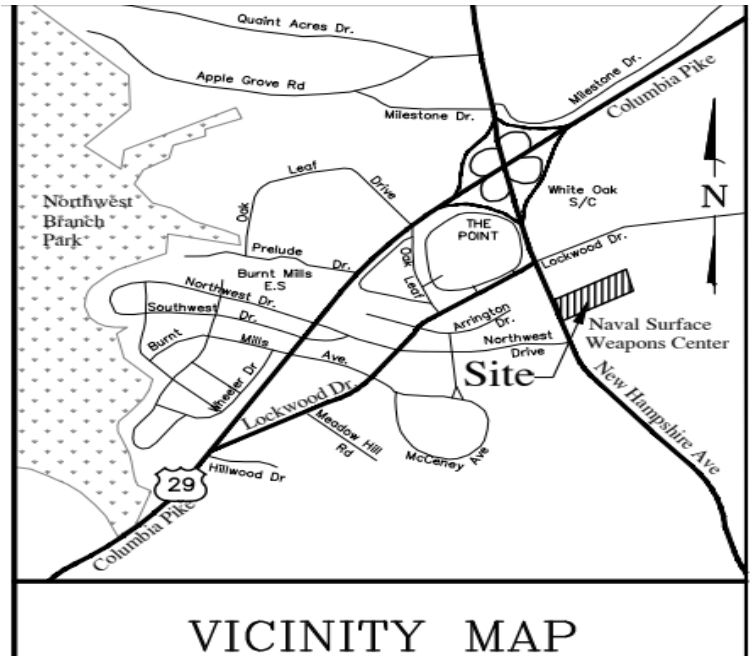 Quaint Acres Dr.
Apple Grove Rd
Milestone Dr.
Milestone Dr.
Columbia Pike
Leaf
Drive
Oak
White Oak
S/C
N
Northwest
Branch
Park
THE
POINT
Prelude
Dr.
Oak Leaf
Lockwood Dr.
Burnt Mills
E.S
Northwest Dr.
Southwest Dr.
Arrington
Dr.
Northwest
Drive
Naval Surface
Weapons Center
Burnt
Mills
Ave.
Site
Wheeler Dr
Lockwood Dr.
New Hampshire Ave
Meadow Hill
Rd
McCeney Ave
Hillwood Dr
29
Columbia Pike
VICINITY MAP